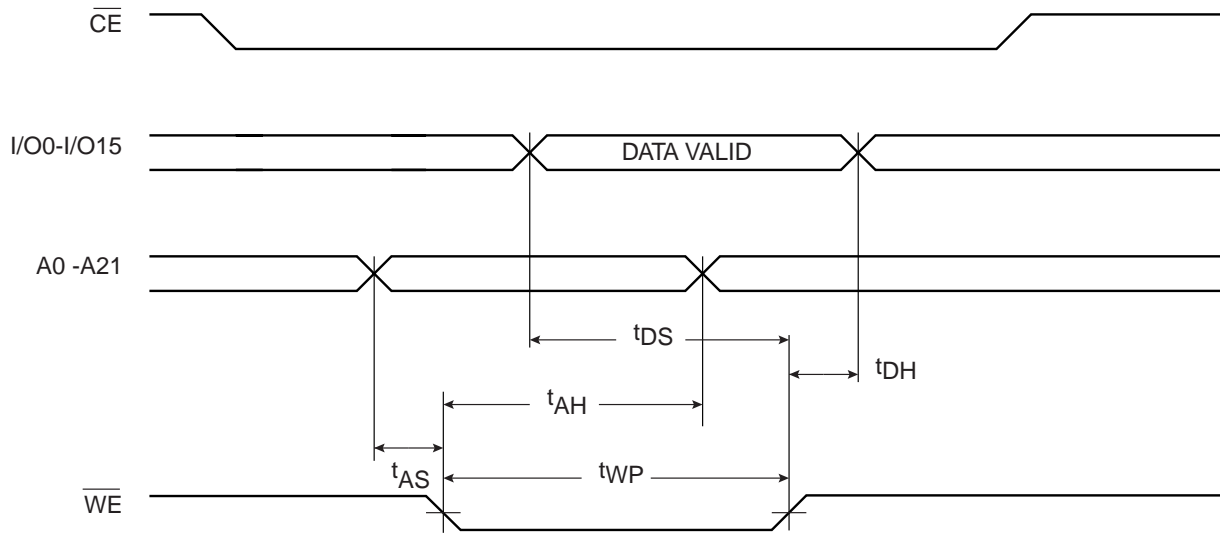 CE
I/O0-I/O15
DATA VALID
A0 -A21
tDS
tDH
tAH
tAS
tWP
WE